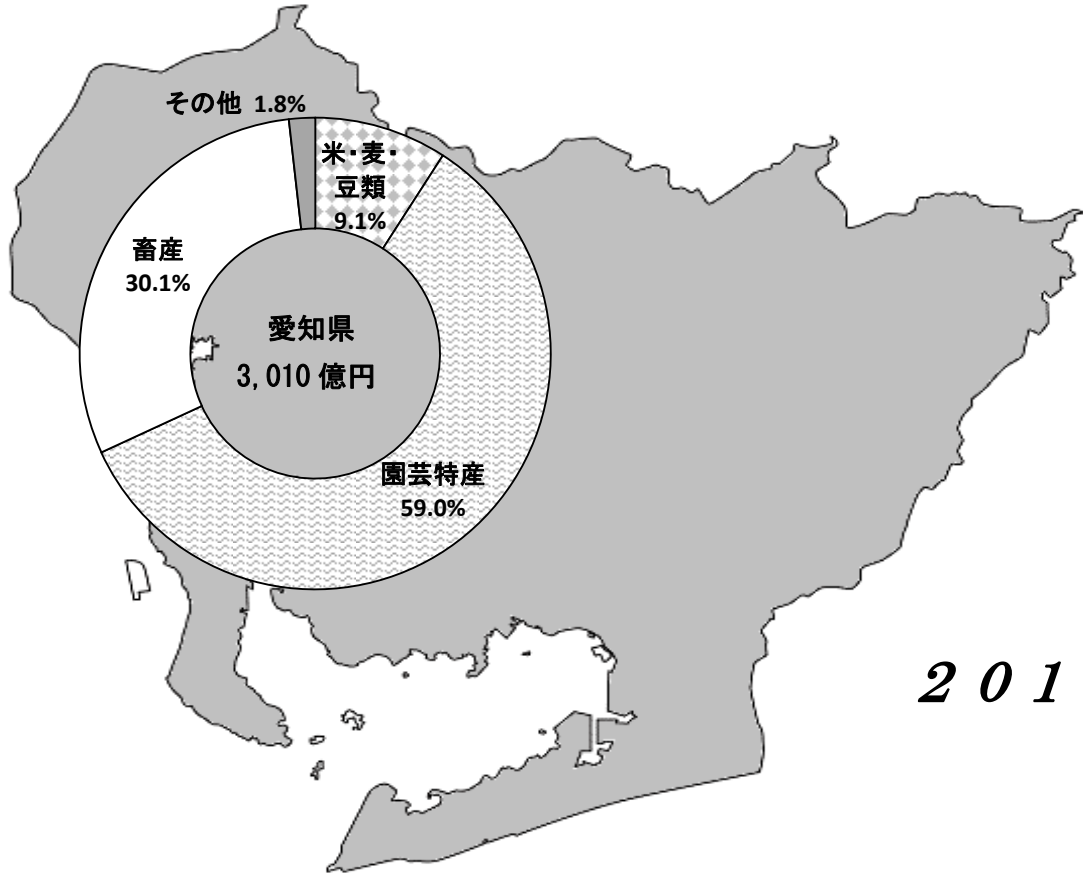 その他 1.8%
米・麦・
豆類
9.1%
畜産
30.1%
愛知県
3,010 億円
園芸特産
59.0%
201